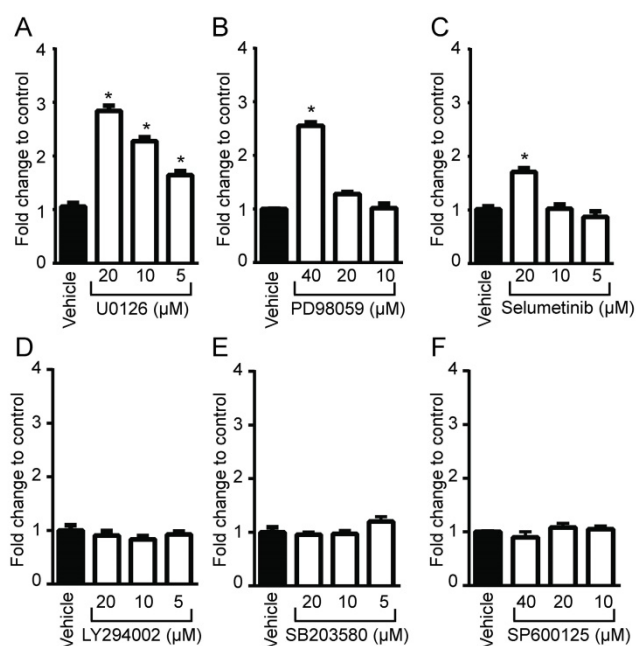 A
B
C
Fold change to control
4
3
2
1
0
*
*
*
Vehicle
20 10 5
U0126 (µM)
Fold change to control
4
3
2
1
0
*
Vehicle
40 20 10
PD98059 (µM)
Fold change to control
4
3
2
1
0
*
Vehicle
20 10 5
Selumetinib (µM)
D
E
F
Fold change to control
4
3
2
1
0
Vehicle
20 10 5
LY294002 (µM)
Fold change to control
4
3
2
1
0
Vehicle
20 10 5
SB203580 (µM)
Fold change to control
4
3
2
1
0
Vehicle
40 20 10
SP600125 (µM)